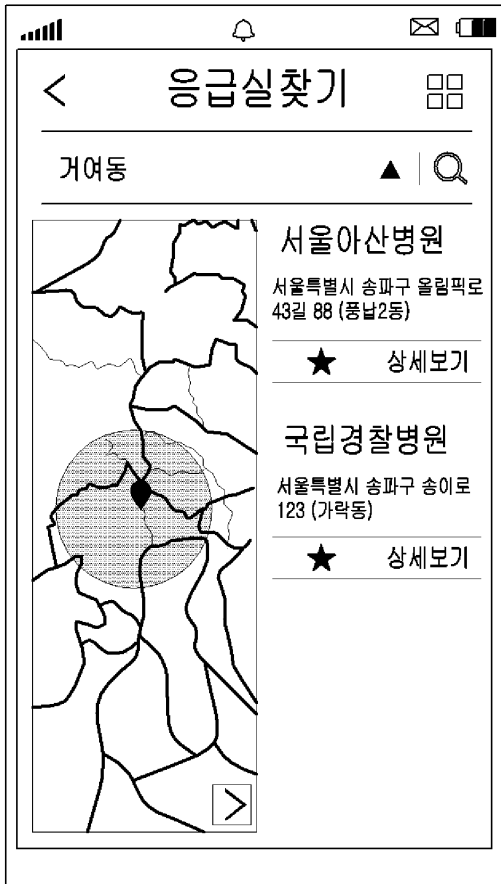 응급실찾기
거여동
서울아산병원
서울특별시 송파구 올림픽로
43길 88 (풍납2동)
상세보기
국립경찰병원
서울특별시 송파구 송이로
123 (가락동)
상세보기